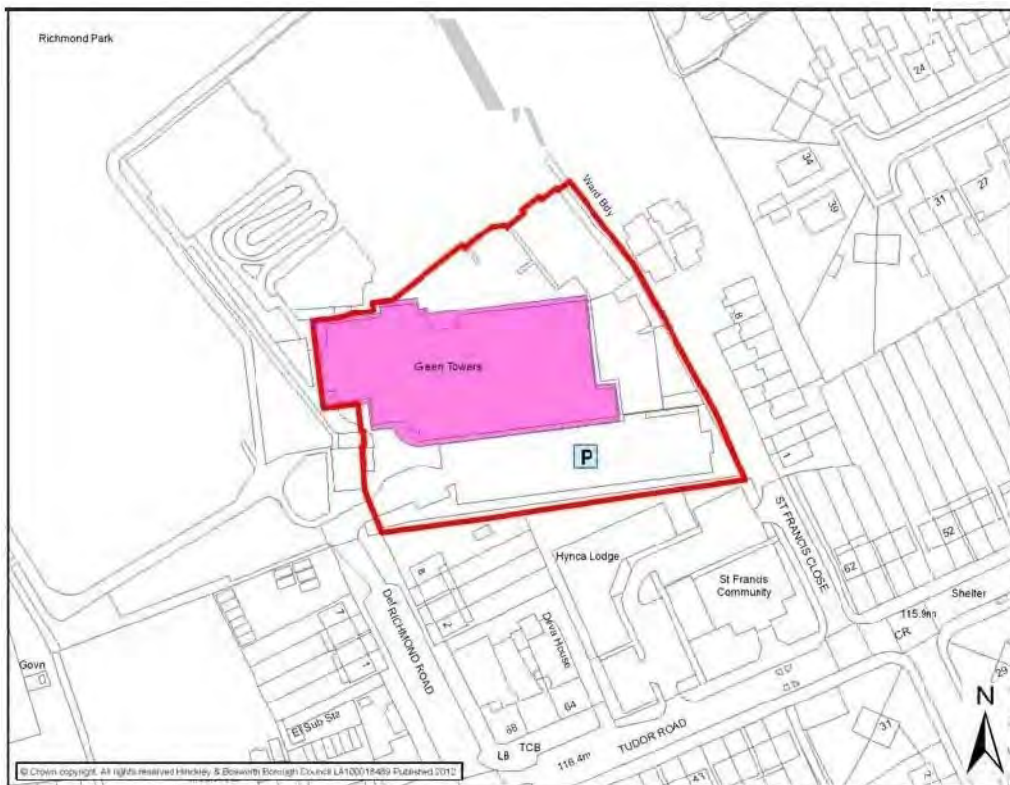 Richmond Park
24
34
39
31
27
Ward Bdy
8
Green Towers
P
1
ST FRANCIS CLOSE
Hynca Lodge
St Francis
Community
62
52
Shelter
115.9m
CR
29
8
2
Def
RICHMOND ROAD
Deva House
7
1
Govn
El Sub Sta
68
64
LB
TCB
TUDOR ROAD
116.4m
43
31
2
N
© Crown copyright. All rights reserved Hinckley & Bosworth Borough Council LA100018489 Published 2012